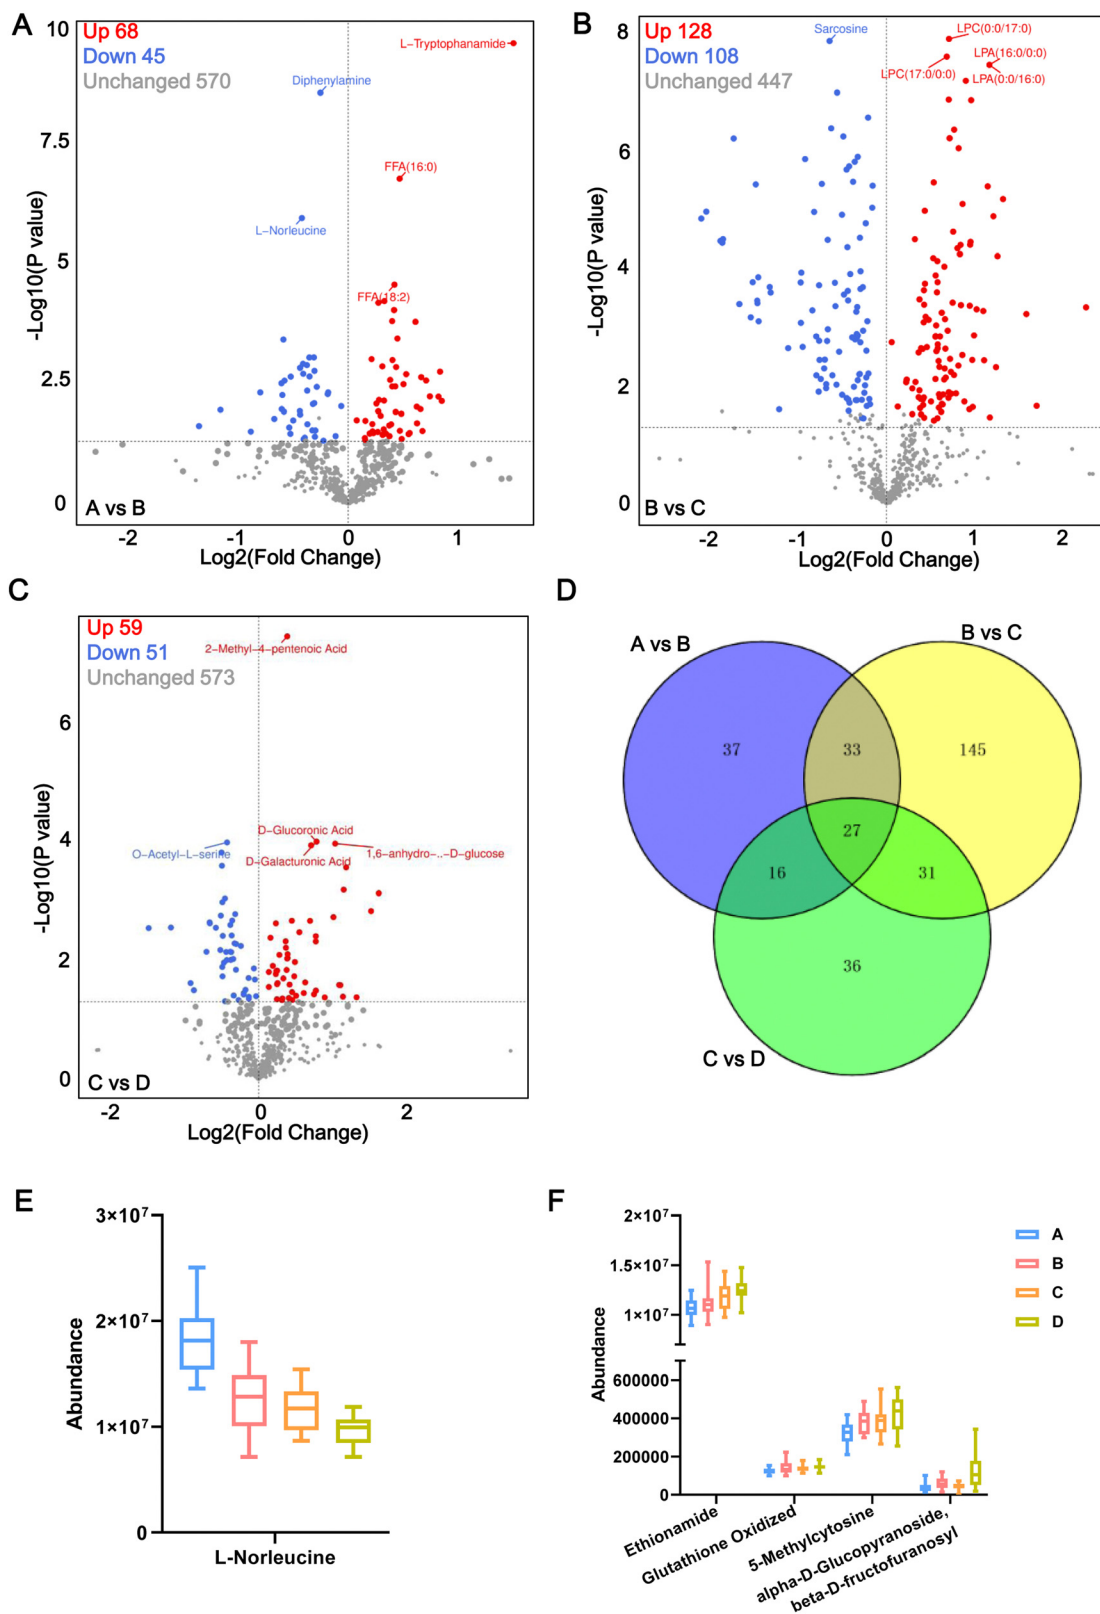 A
Up 68
Down 45
Unchanged 570
L-Tryptophanamide
Diphenylamine
FFA(16:0)
L-Norleucine
FFA(18:2)
10
7.5
5
2.5
0
-Log10(P value)
A vs B
-2 -1 0 1
Log2(Fold Change)
B
Up 128
Down 108
Unchanged 447
Sarcosine
LPC(0:0/17:0)
LPA(16:0/0:0)
LPC(17:0/0:0)
LPA(0:0/16:0)
8
6
4
2
0
-Log10(P value)
B vs C
-2 -1 0 1 2
Log2(Fold Change)
C
Up 59
Down 51
Unchanged 573
2-Methyl-4-pentenoic Acid
D-Glucoronic Acid
O-Acetyl-L-serine
D-Galacturonic Acid
1,6-anhydro-..-D-glucose
6
4
2
0
-Log10(P value)
C vs D
-2 0 2
Log2(Fold Change)
D
A vs B
B vs C
37 33 145
27
16 31
36
C vs D
E
3×10⁷
2×10⁷
1×10⁷
0
Abundance
L-Norleucine
F
2×10⁷
1.5×10⁷
1×10⁷
600000
400000
200000
0
Abundance
Ethionamide
Glutathione Oxidized
5-Methylcytosine
alpha-D-Glucopyranoside,
beta-D-fructofuranosyl
A
B
C
D